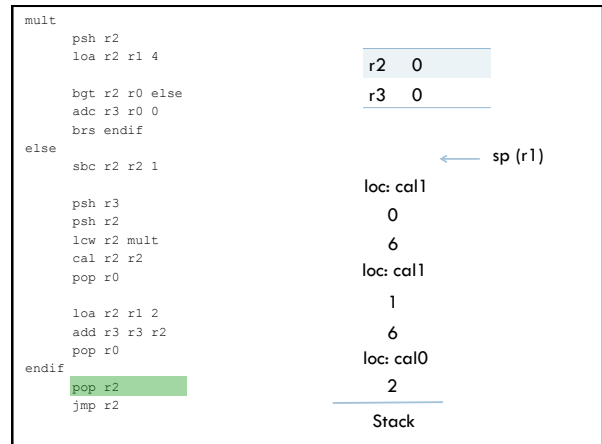 mult
psh r2
loa r2 r1 4
bgt r2 r0 else
adc r3 r0 0
brs endif
else
sbc r2 r2 1
psh r3
psh r2
lcw r2 mult
cal r2 r2
pop r0
loa r2 r1 2
add r3 r3 r2
pop r0
endif
pop r2
jmp r2
r2 0
r3 0
sp (r1)
loc: cal1
0
6
loc: cal1
1
6
loc: cal0
2
Stack